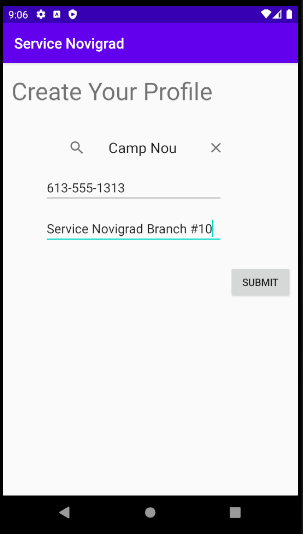 9:06
Service Novigrad
Create Your Profile
Camp Nou
613-555-1313
Service Novigrad Branch #10
SUBMIT